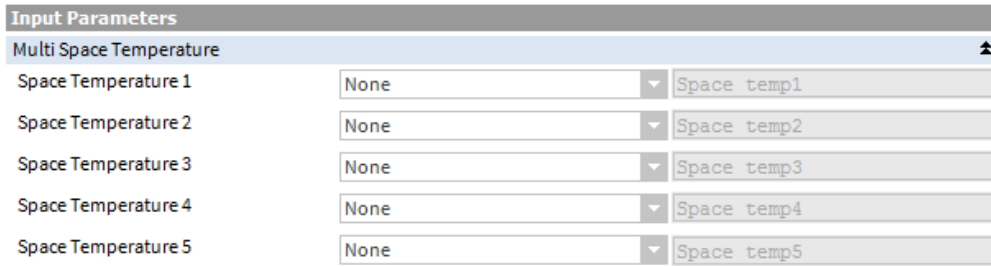 Input Parameters
Multi Space Temperature
Space Temperature 1 None Space temp1
Space Temperature 2 None Space temp2
Space Temperature 3 None Space temp3
Space Temperature 4 None Space temp4
Space Temperature 5 None Space temp5